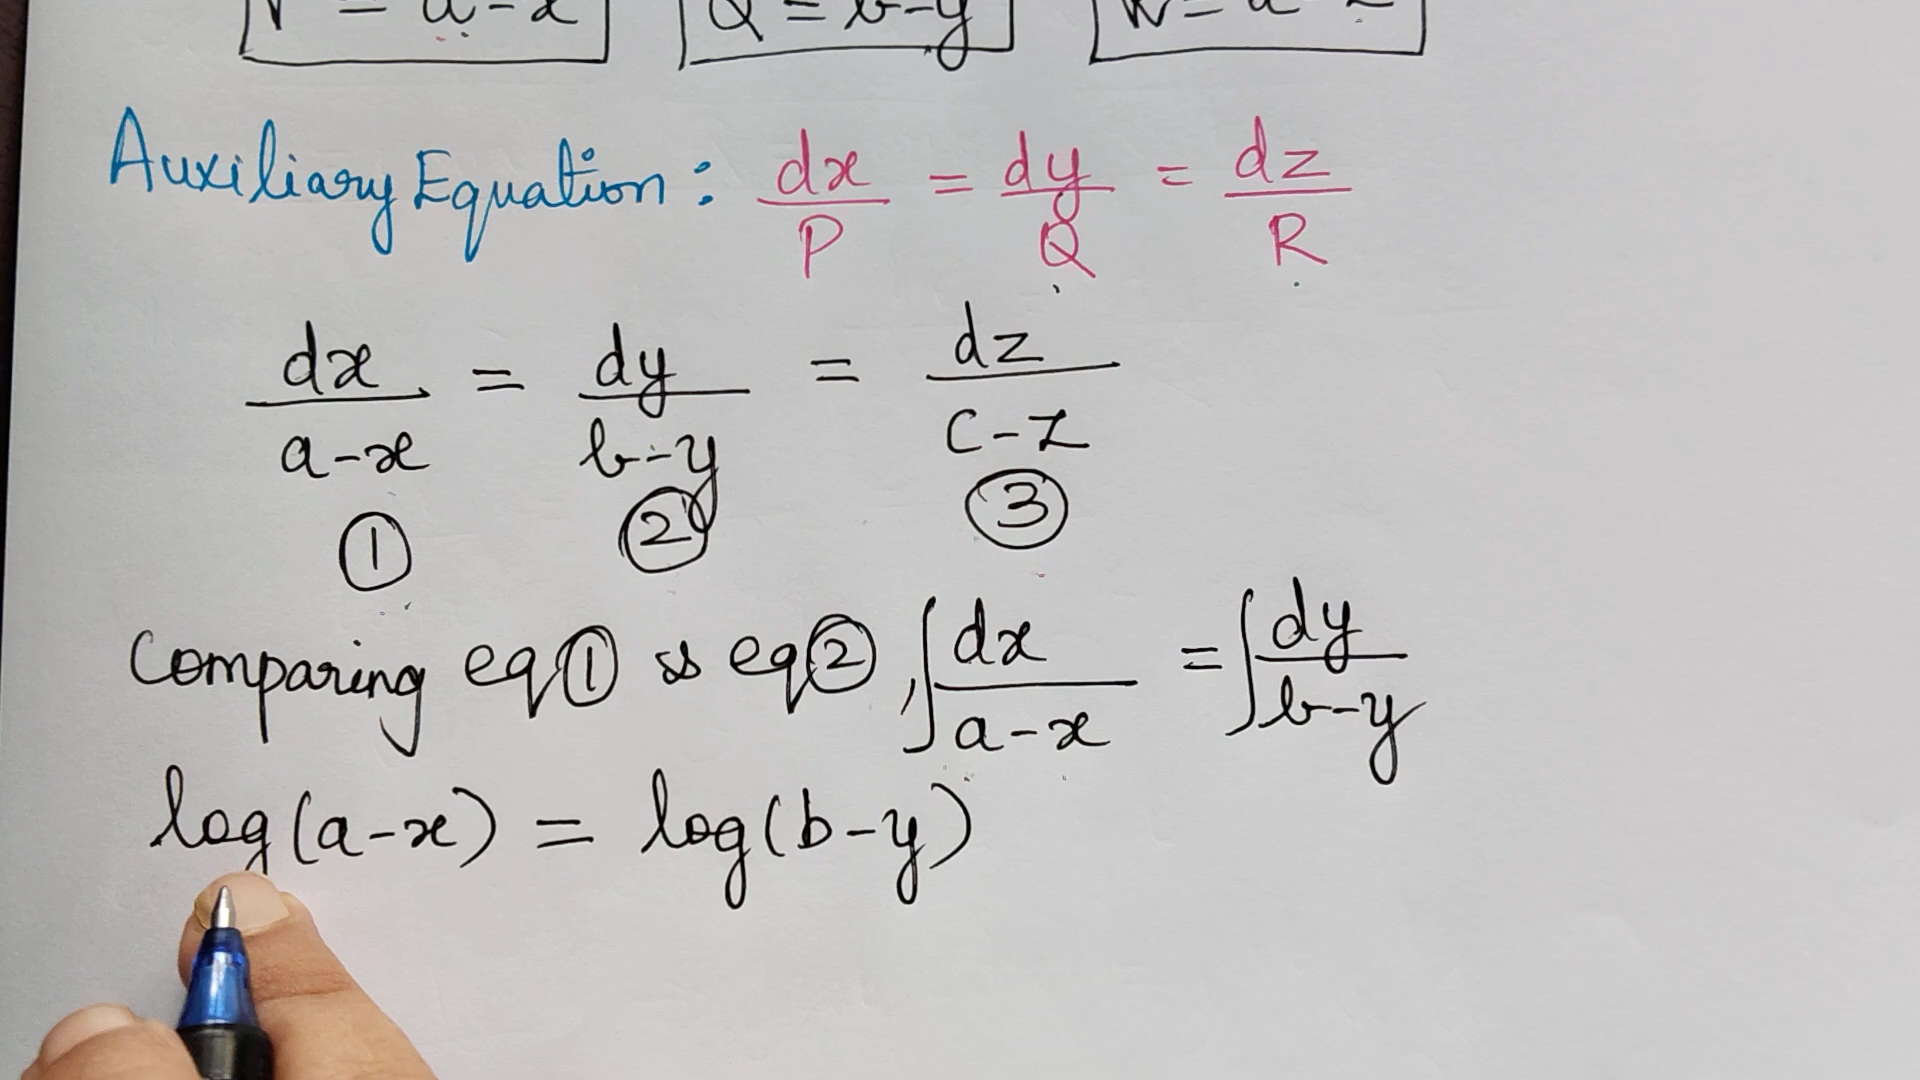 P = a-x Q = b-y
Auxiliary Equation : dx/P = dy/Q = dz/R
dx/a-x = dy/b-y = dz/c-z
① ② ③
Comparing eq① & eq②, ∫dx/a-x = ∫dy/b-y
log(a-x) = log(b-y)